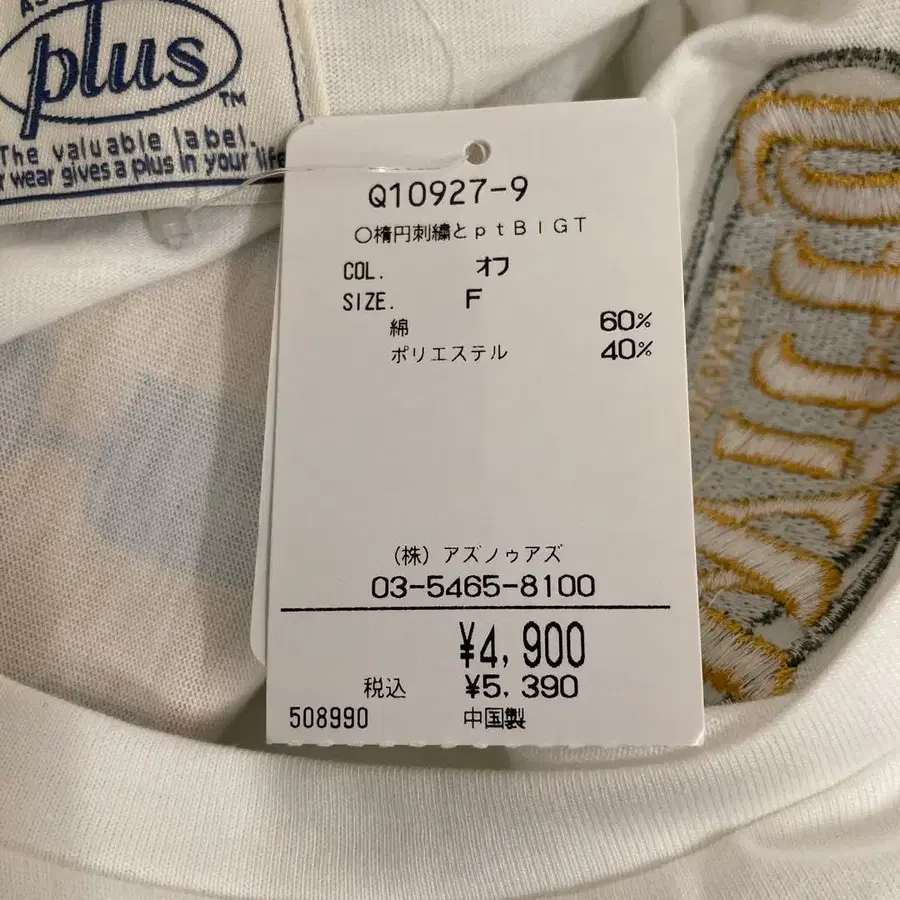 plus
TM
The valuable label.
wear gives a plus in your life
Q10927-9
○楕円刺繍とptBIGT
COL. オフ
SIZE. F
綿 60%
ポリエステル 40%
(株) アズノゥアズ
03-5465-8100
¥4,900
税込 ¥5,390
508990 中国製